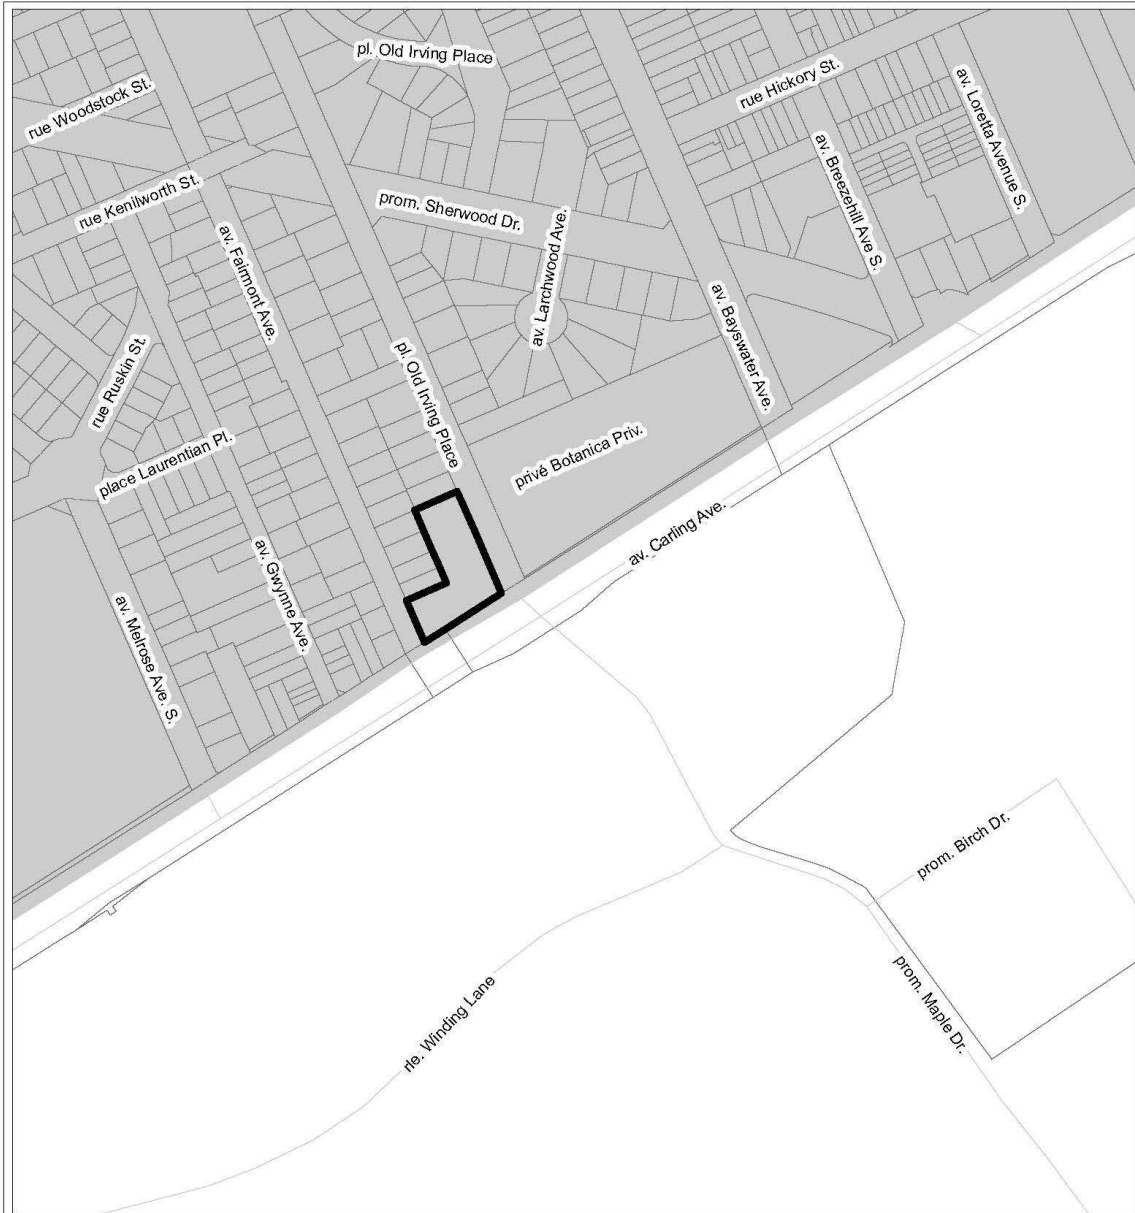 pl. Old Irving Place
rue Woodstock St.
rue Hickory St.
av. Loretta Avenue S.
rue Kenilworth St.
prom. Sherwood Dr.
av. Breezehill Ave S.
av. Fairmont Ave.
av. Larchwood Ave.
av. Bayswater Ave.
rue Ruskin St.
pl. Old Irving Place
place Laurentian Pl.
privé Botanica Priv.
av. Carling Ave.
av. Gwynne Ave.
av. Melrose Ave. S.
prom. Birch Dr.
rle. Winding Lane
prom. Maple Dr.